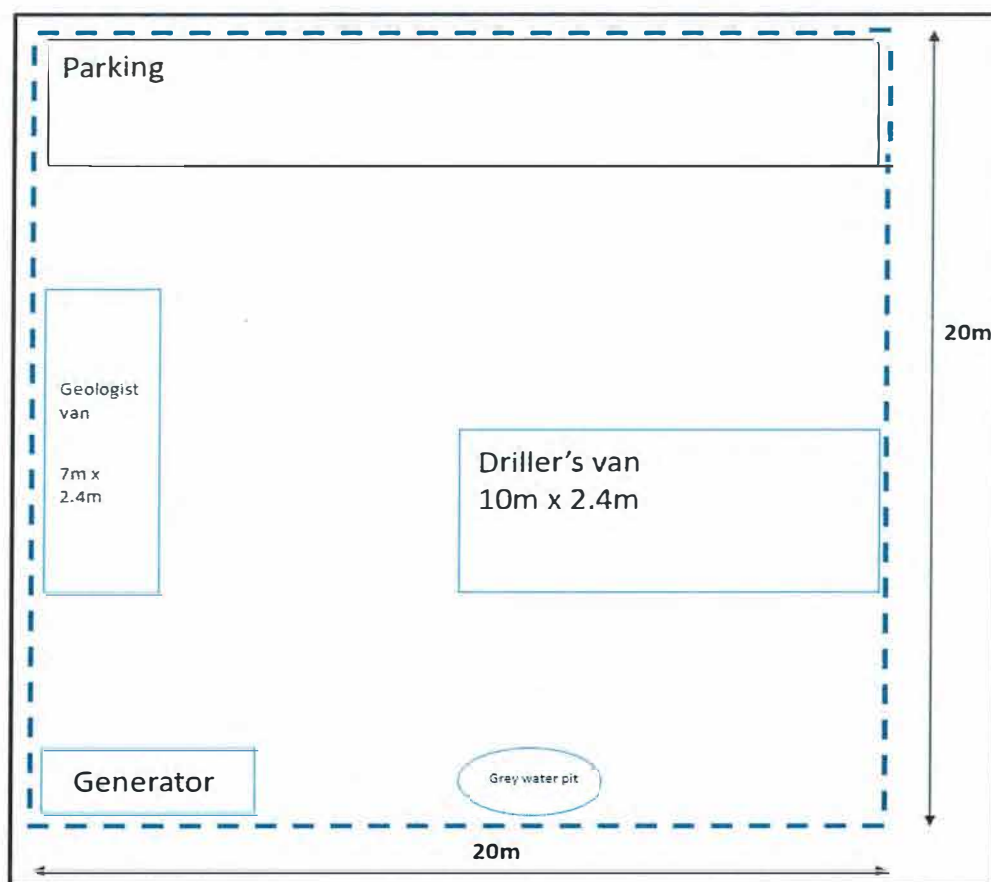 Parking
20m
Geologist
van
7m x
2.4m
Driller's van
10m x 2.4m
Generator
Grey water pit
20m